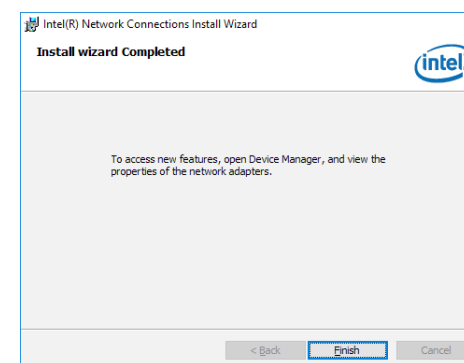 Intel(R) Network Connections Install Wizard
Install wizard Completed
intel
To access new features, open Device Manager, and view the
properties of the network adapters.
< Back
Finish
Cancel